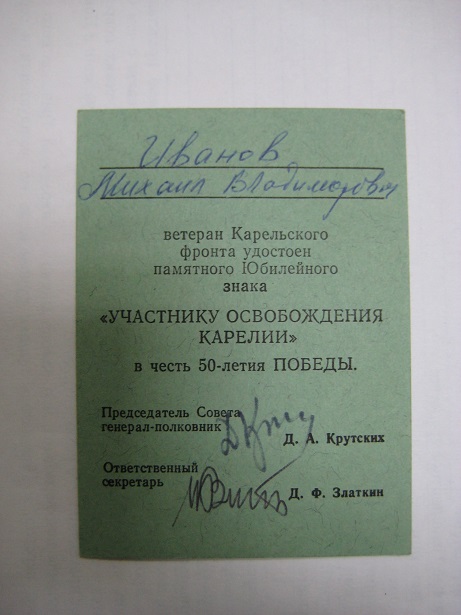 Иванов
Михаил Владимирович
ветеран Карельского
фронта удостоен
памятного Юбилейного
знака
«УЧАСТНИКУ ОСВОБОЖДЕНИЯ
КАРЕЛИИ»
в честь 50-летия ПОБЕДЫ.
Председатель Совета
генерал-полковник
Д. А. Крутских
Ответственный
секретарь
Д. Ф. Златкин